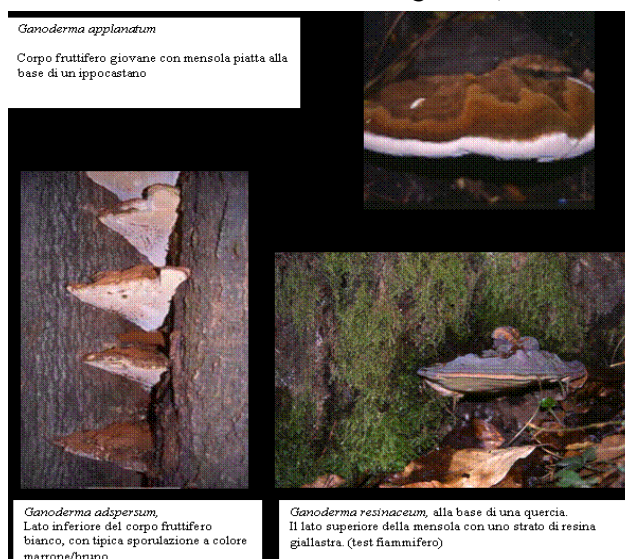 Ganoderma applanatum
Corpo fruttifero giovane con mensola piatta alla
base di un ippocastano
Ganoderma adspersum,
Lato inferiore del corpo fruttifero
bianco, con tipica sporulazione a colore
marrone/bruno
Ganoderma resinaceum, alla base di una quercia.
Il lato superiore della mensola con uno strato di resina
giallastra. (test fiammifero)